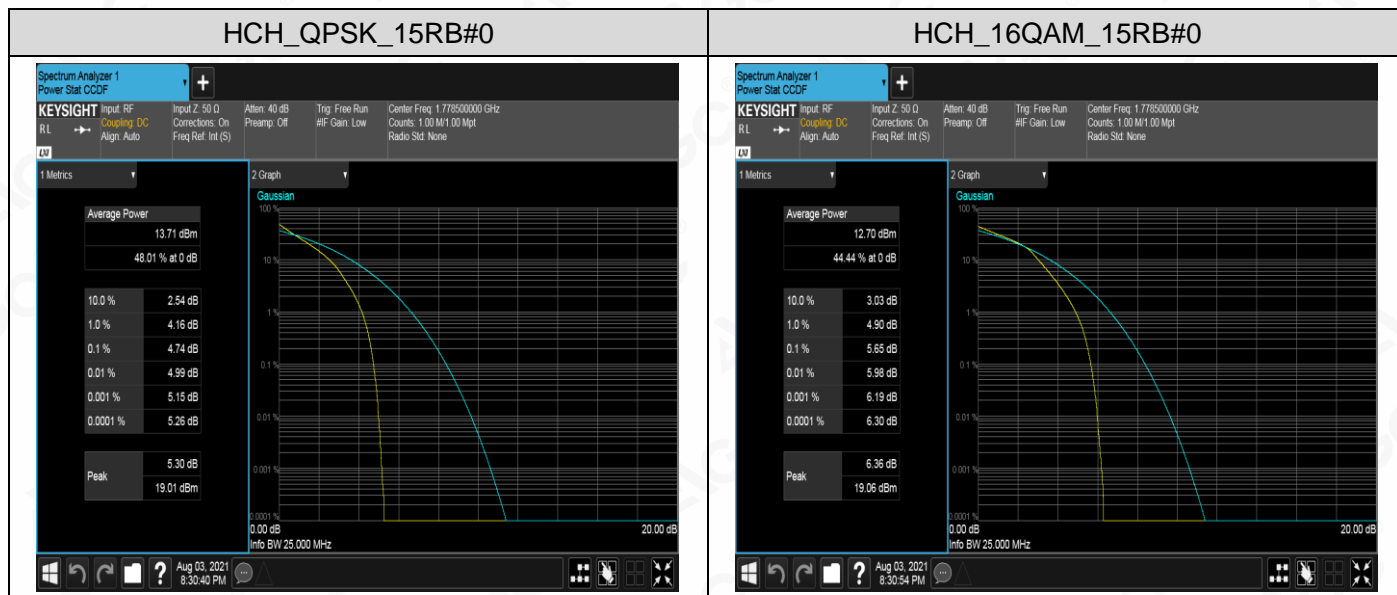 HCH_QPSK_15RB#0
Spectrum Analyzer 1
Power Stat CCDF
KEYSIGHT
RL
Input: RF
Coupling: DC
Align: Auto
Input Z: 50 Ω
Corrections: On
Freq Ref: Int (S)
Atten: 40 dB
Preamp: Off
Trig: Free Run
#IF Gain: Low
Center Freq: 1.778500000 GHz
Counts: 1.00 M/1.00 Mpt
Radio Std: None
1 Metrics
Average Power
13.71 dBm
48.01 % at 0 dB
10.0 % 2.54 dB
1.0 % 4.16 dB
0.1 % 4.74 dB
0.01 % 4.99 dB
0.001 % 5.15 dB
0.0001 % 5.26 dB
Peak
5.30 dB
19.01 dBm
2 Graph
Gaussian
100 %
10 %
1 %
0.1 %
0.01 %
0.001 %
0.0001 %
0.00 dB 20.00 dB
Info BW 25.000 MHz
?
Aug 03, 2021
8:30:40 PM
HCH_16QAM_15RB#0
Spectrum Analyzer 1
Power Stat CCDF
KEYSIGHT
RL
Input: RF
Coupling: DC
Align: Auto
Input Z: 50 Ω
Corrections: On
Freq Ref: Int (S)
Atten: 40 dB
Preamp: Off
Trig: Free Run
#IF Gain: Low
Center Freq: 1.778500000 GHz
Counts: 1.00 M/1.00 Mpt
Radio Std: None
1 Metrics
Average Power
12.70 dBm
44.44 % at 0 dB
10.0 % 3.03 dB
1.0 % 4.90 dB
0.1 % 5.65 dB
0.01 % 5.98 dB
0.001 % 6.19 dB
0.0001 % 6.30 dB
Peak
6.36 dB
19.06 dBm
2 Graph
Gaussian
100 %
10 %
1 %
0.1 %
0.01 %
0.001 %
0.0001 %
0.00 dB 20.00 dB
Info BW 25.000 MHz
?
Aug 03, 2021
8:30:54 PM